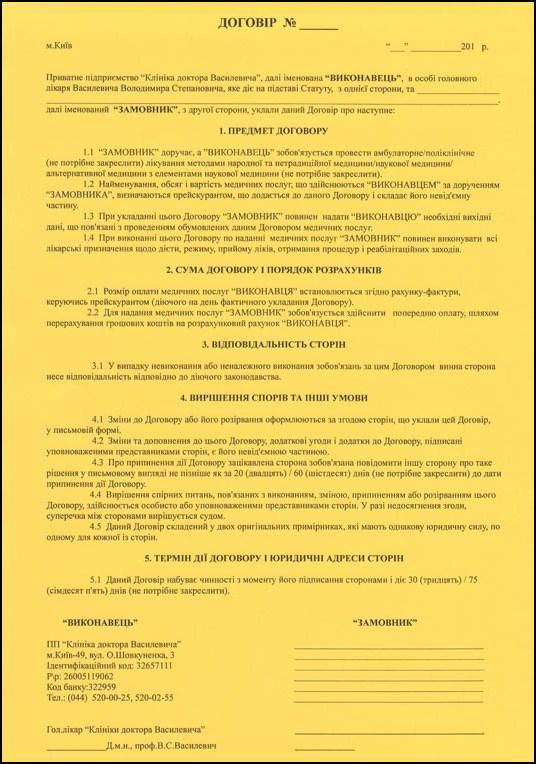 ДОГОВІР № ______
м.Київ “___” ___________201 р.
Приватне підприємство “Клініка доктора Василевича”, далі іменована “ВИКОНАВЕЦЬ”, в особі головного
лікаря Василевича Володимира Степановича, яке діє на підставі Статуту, з однієї сторони, та
далі іменований “ЗАМОВНИК”, з другої сторони, уклали даний Договір про наступне:
1. ПРЕДМЕТ ДОГОВОРУ
1.1 “ЗАМОВНИК” доручає, а ”ВИКОНАВЕЦЬ” зобов'язується провести амбулаторне/поліклінічне
(не потрібне закреслити) лікування методами народної та нетрадиційної медицини/наукової медицини/
альтернативної медицини з елементами наукової медицини (не потрібне закреслити).
1.2 Найменування, обсяг і вартість медичних послуг, що здійснюються “ВИКОНАВЦЕМ” за дорученням
“ЗАМОВНИКА”, визначаються прейскурантом, що додається до даного Договору і складає його невід'ємну
частину.
1.3 При укладанні цього Договору “ЗАМОВНИК” повинен надати “ВИКОНАВЦЮ” необхідні вихідні
дані, що пов'язані з проведенням обумовлених даним Договором медичних послуг.
1.4 При виконанні цього Договору по наданні медичних послуг “ЗАМОВНИК” повинен виконувати всі
лікарські призначення щодо дієти, режиму, прийому ліків, отримання процедур і реабілітаційних заходів.
2. СУМА ДОГОВОРУ І ПОРЯДОК РОЗРАХУНКІВ
2.1 Розмір оплати медичних послуг “ВИКОНАВЦЯ” встановлюється згідно рахунку-фактури,
керуючись прейскурантом (діючого на день фактичного укладання Договору).
2.2 Для надання медичних послуг “ЗАМОВНИК” зобов'язується здійснити попередню оплату, шляхом
перерахування грошових коштів на розрахунковий рахунок “ВИКОНАВЦЯ”.
3. ВІДПОВІДАЛЬНІСТЬ СТОРІН
3.1 У випадку невиконання або неналежного виконання зобов'язань за цим Договором винна сторона
несе відповідальність відповідно до діючого законодавства.
4. ВИРІШЕННЯ СПОРІВ ТА ІНШІ УМОВИ
4.1 Зміни до Договору або його розірвання оформлюються за згодою сторін, що уклали цей Договір,
у письмовій формі.
4.2 Зміни та доповнення до цього Договору, додаткові угоди і додатки до Договору, підписані
уповноваженими представниками сторін, є його невід'ємною частиною.
4.3 Про припинення дії Договору зацікавлена сторона зобов'язана повідомити іншу сторону про таке
рішення у письмовому вигляді не пізніше як за 20 (двадцять) / 60 (шістдесят) днів (не потрібне закреслити) до дати
припинення дії Договору.
4.4 Вирішення спірних питань, пов'язаних з виконанням, зміною, припиненням або розірванням цього
Договору, здійснюється особисто або уповноваженими представниками сторін. У разі недосягнення згоди,
суперечка між сторонами вирішується судом.
4.5 Даний Договір складений у двох оригінальних примірниках, які мають однакову юридичну силу, по
одному для кожної із сторін.
5. ТЕРМІН ДІЇ ДОГОВОРУ І ЮРИДИЧНІ АДРЕСИ СТОРІН
5.1 Даний Договір набуває чинності з моменту його підписання сторонами і діє 30 (тридцять) / 75
(сімдесят п'ять) днів (не потрібне закреслити).
“ВИКОНАВЕЦЬ” “ЗАМОВНИК”
ПП “Клініка доктора Василевича”
м.Київ-49, вул. О.Шовкуненка, 3
Ідентифікаційний код: 32657111
Р\р: 26005119062
Код банку:322959
Тел.: (044) 520-00-25, 520-02-55
Гол.лікар “Клініки доктора Василевича”
______________Д.м.н., проф.В.С.Василевич